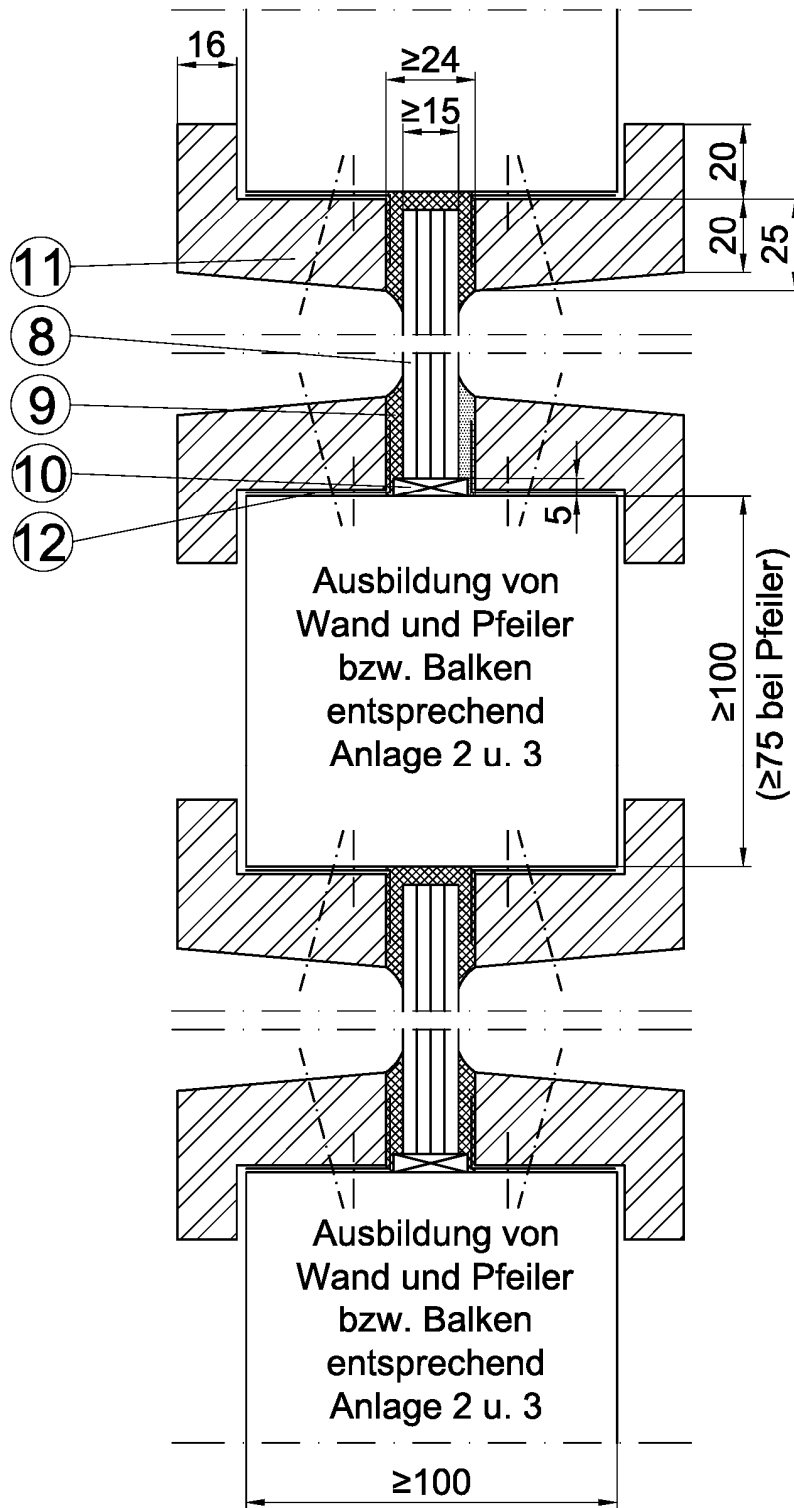 16
≥24
≥15
20
20
25
11
8
9
10
12
5
Ausbildung von
Wand und Pfeiler
bzw. Balken
entsprechend
Anlage 2 u. 3
≥100
(≥75 bei Pfeiler)
Ausbildung von
Wand und Pfeiler
bzw. Balken
entsprechend
Anlage 2 u. 3
≥100